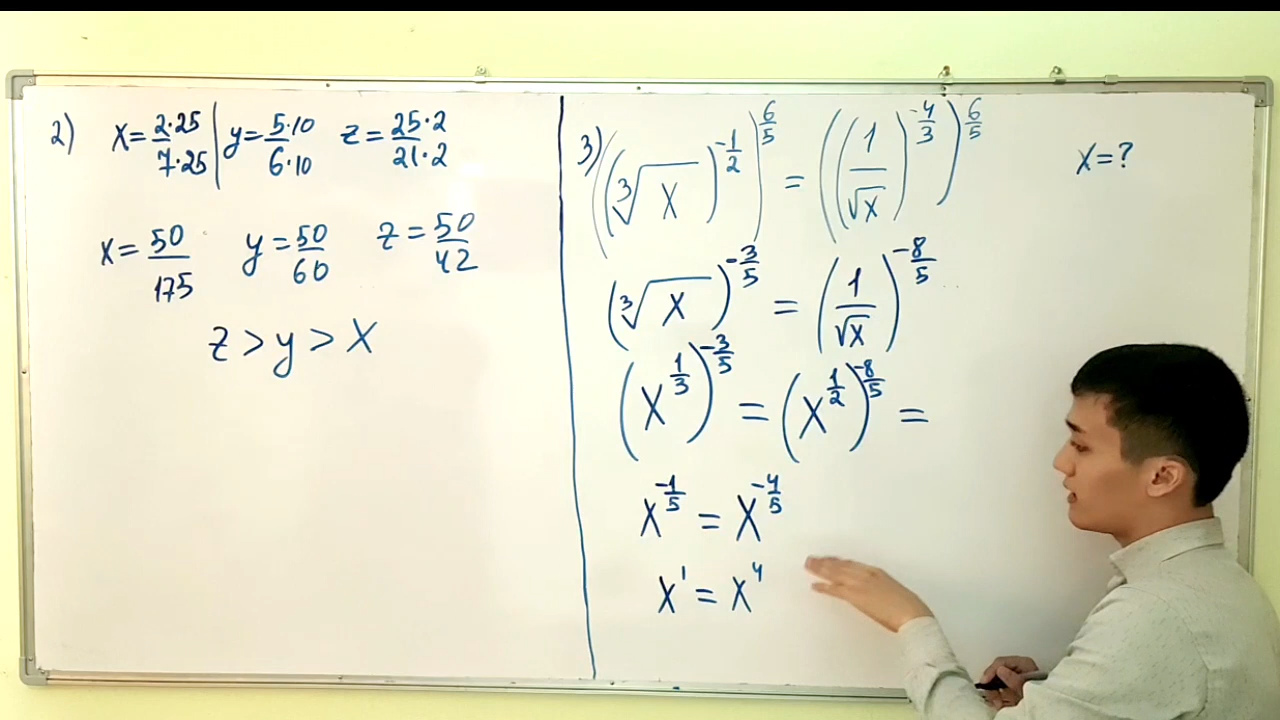 2) x = 2·25/7·25 | y = 5·10/6·10 z = 25·2/21·2
x = 50/175 y = 50/60 z = 50/42
z > y > x
3) ((∛x)^(-1/2))^(6/5) = ((1/√x)^(-4/3))^(6/5) x = ?
(∛x)^(-3/5) = (1/√x)^(-8/5)
(x^(1/3))^(-3/5) = (x^(1/2))^(-8/5) =
x^(-1/5) = x^(-4/5)
x^1 = x^4